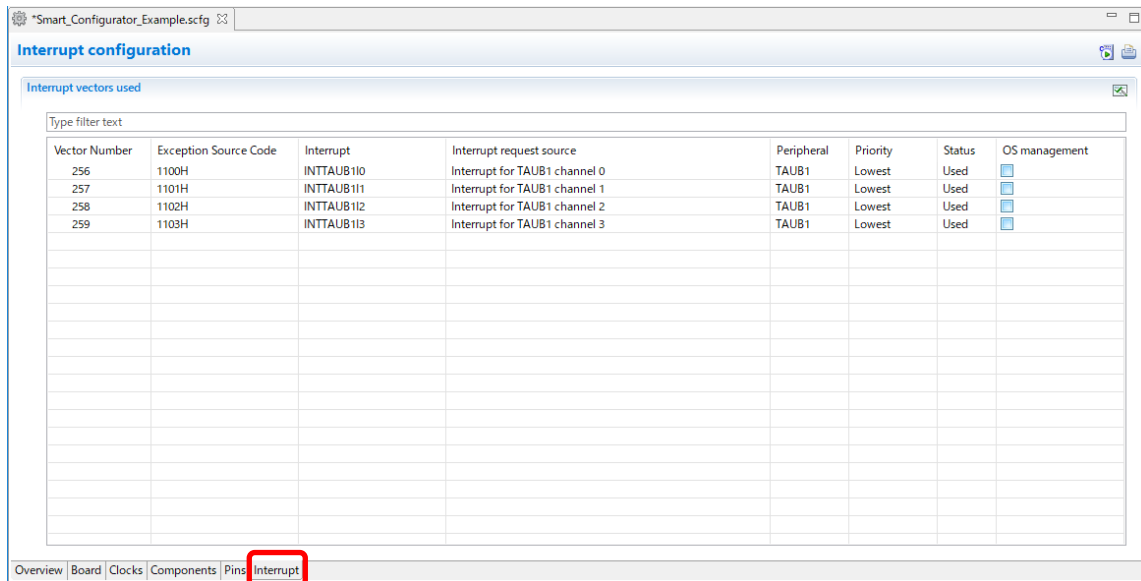 *Smart_Configurator_Example.scfg
Interrupt configuration
Interrupt vectors used
Type filter text
Vector Number Exception Source Code Interrupt Interrupt request source Peripheral Priority Status OS management
256 1100H INTTAUB1I0 Interrupt for TAUB1 channel 0 TAUB1 Lowest Used
257 1101H INTTAUB1I1 Interrupt for TAUB1 channel 1 TAUB1 Lowest Used
258 1102H INTTAUB1I2 Interrupt for TAUB1 channel 2 TAUB1 Lowest Used
259 1103H INTTAUB1I3 Interrupt for TAUB1 channel 3 TAUB1 Lowest Used
Overview Board Clocks Components Pins Interrupt